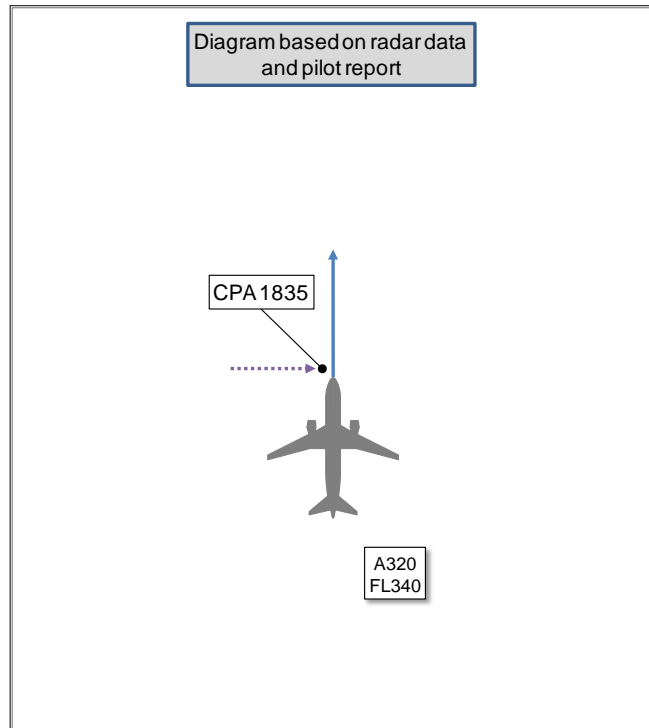 Diagram based on radar data
and pilot report
CPA 1835
A320
FL340